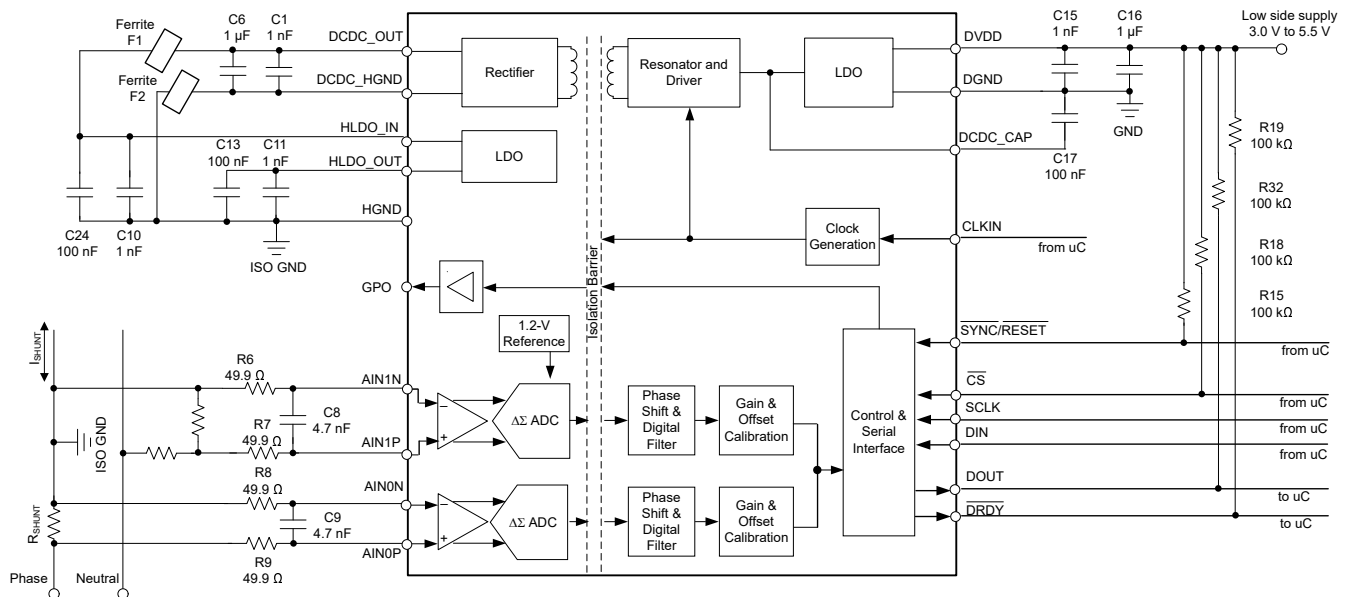 Ferrite
F1
C6
1 µF
C1
1 nF
DCDC_OUT
Ferrite
F2
DCDC_HGND
HLDO_IN
C13
100 nF
C11
1 nF
HLDO_OUT
HGND
C24
100 nF
C10
1 nF
ISO GND
GPO
Rectifier
LDO
Isolation Barrier
Resonator and
Driver
LDO
Clock
Generation
1.2-V
Reference
DVDD
DGND
DCDC_CAP
CLKIN
from uC
C15
1 nF
C16
1 µF
GND
C17
100 nF
Low side supply
3.0 V to 5.5 V
R19
100 kΩ
R32
100 kΩ
R18
100 kΩ
R15
100 kΩ
ISHUNT
R6
49.9 Ω
AIN1N
C8
4.7 nF
R7
49.9 Ω
AIN1P
ISO GND
R8
49.9 Ω
AIN0N
C9
4.7 nF
RSHUNT
AIN0P
R9
49.9 Ω
Phase
Neutral
−
+
ΔΣ ADC
−
+
ΔΣ ADC
Phase
Shift &
Digital
Filter
Gain &
Offset
Calibration
Phase
Shift &
Digital
Filter
Gain &
Offset
Calibration
Control &
Serial
Interface
SYNC/RESET
from uC
CS
from uC
SCLK
from uC
DIN
from uC
DOUT
to uC
DRDY
to uC